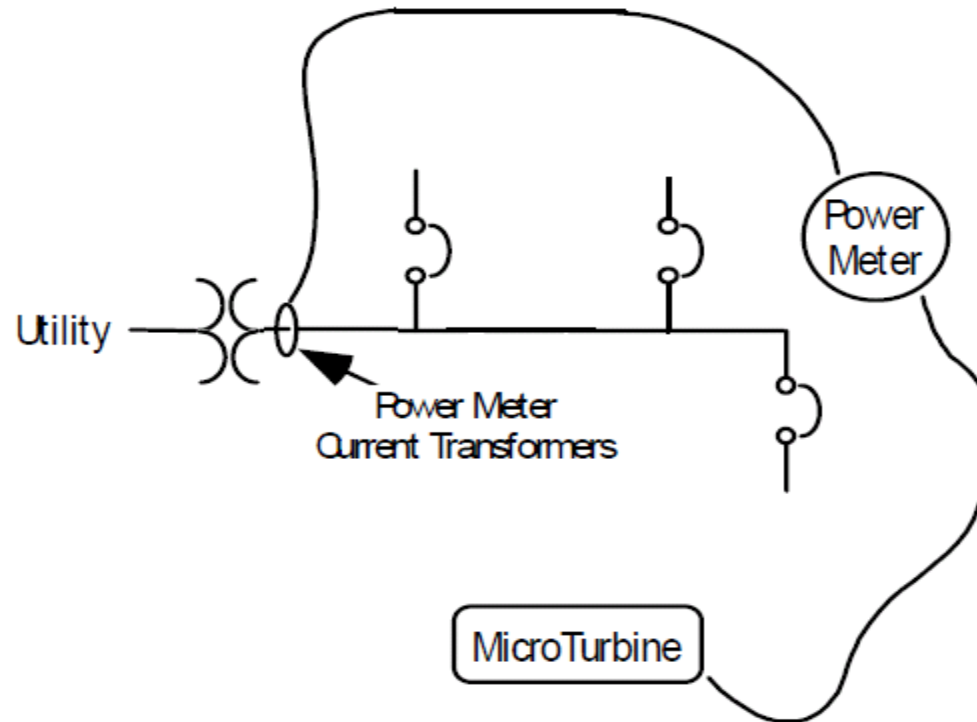 Power
Meter
Utility
Power Meter
Current Transformers
MicroTurbine